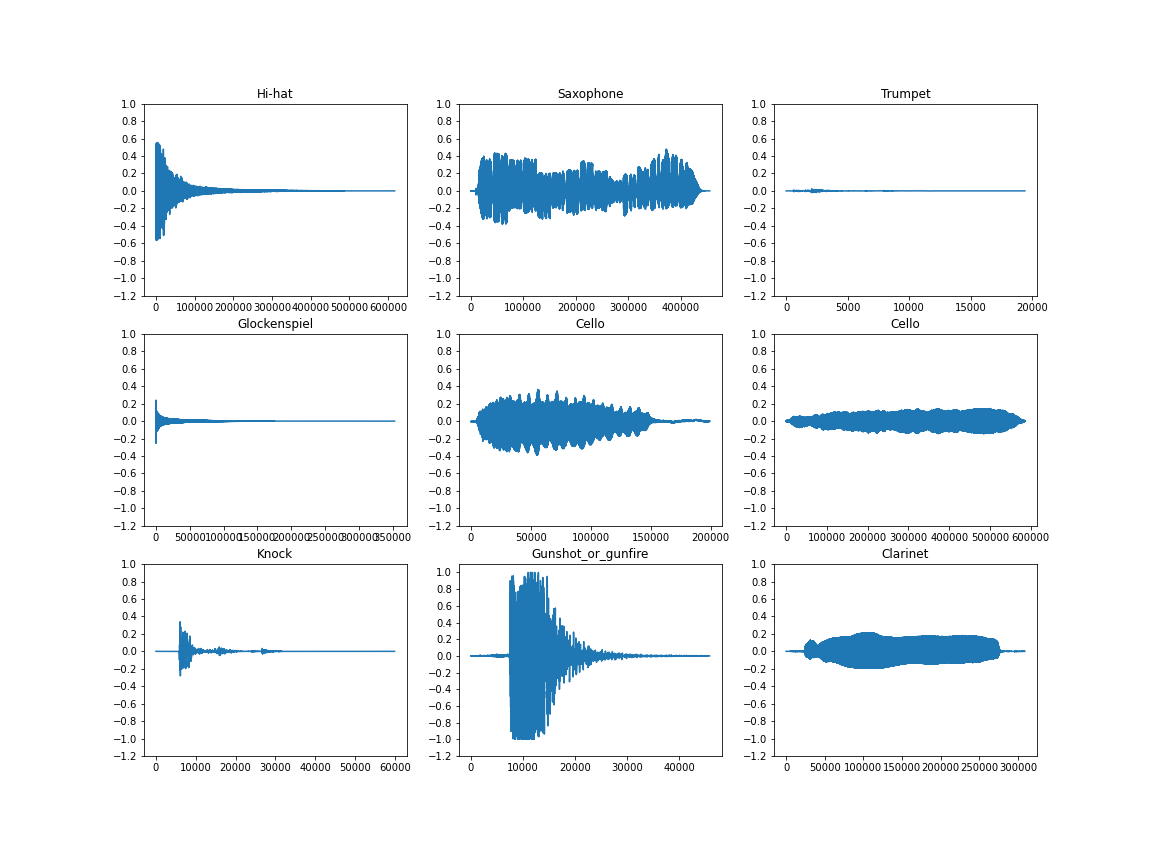 Hi-hat Saxophone Trumpet
1.0 1.0 1.0
0.8 0.8 0.8
0.6 0.6 0.6
0.4 0.4 0.4
0.2 0.2 0.2
0.0 0.0 0.0
−0.2 −0.2 −0.2
−0.4 −0.4 −0.4
−0.6 −0.6 −0.6
−0.8 −0.8 −0.8
−1.0 −1.0 −1.0
−1.2 −1.2 −1.2
0 100000 200000 300000 400000 500000 600000 0 100000 200000 300000 400000 0 5000 10000 15000 20000
Glockenspiel Cello Cello
1.0 1.0 1.0
0.8 0.8 0.8
0.6 0.6 0.6
0.4 0.4 0.4
0.2 0.2 0.2
0.0 0.0 0.0
−0.2 −0.2 −0.2
−0.4 −0.4 −0.4
−0.6 −0.6 −0.6
−0.8 −0.8 −0.8
−1.0 −1.0 −1.0
−1.2 −1.2 −1.2
0 50000 100000 150000 200000 250000 300000 350000 0 50000 100000 150000 200000 0 100000 200000 300000 400000 500000 600000
Knock Gunshot_or_gunfire Clarinet
1.0 1.0 1.0
0.8 0.8 0.8
0.6 0.6 0.6
0.4 0.4 0.4
0.2 0.2 0.2
0.0 0.0 0.0
−0.2 −0.2 −0.2
−0.4 −0.4 −0.4
−0.6 −0.6 −0.6
−0.8 −0.8 −0.8
−1.0 −1.0 −1.0
−1.2 −1.2 −1.2
0 10000 20000 30000 40000 50000 60000 0 10000 20000 30000 40000 0 50000 100000 150000 200000 250000 300000